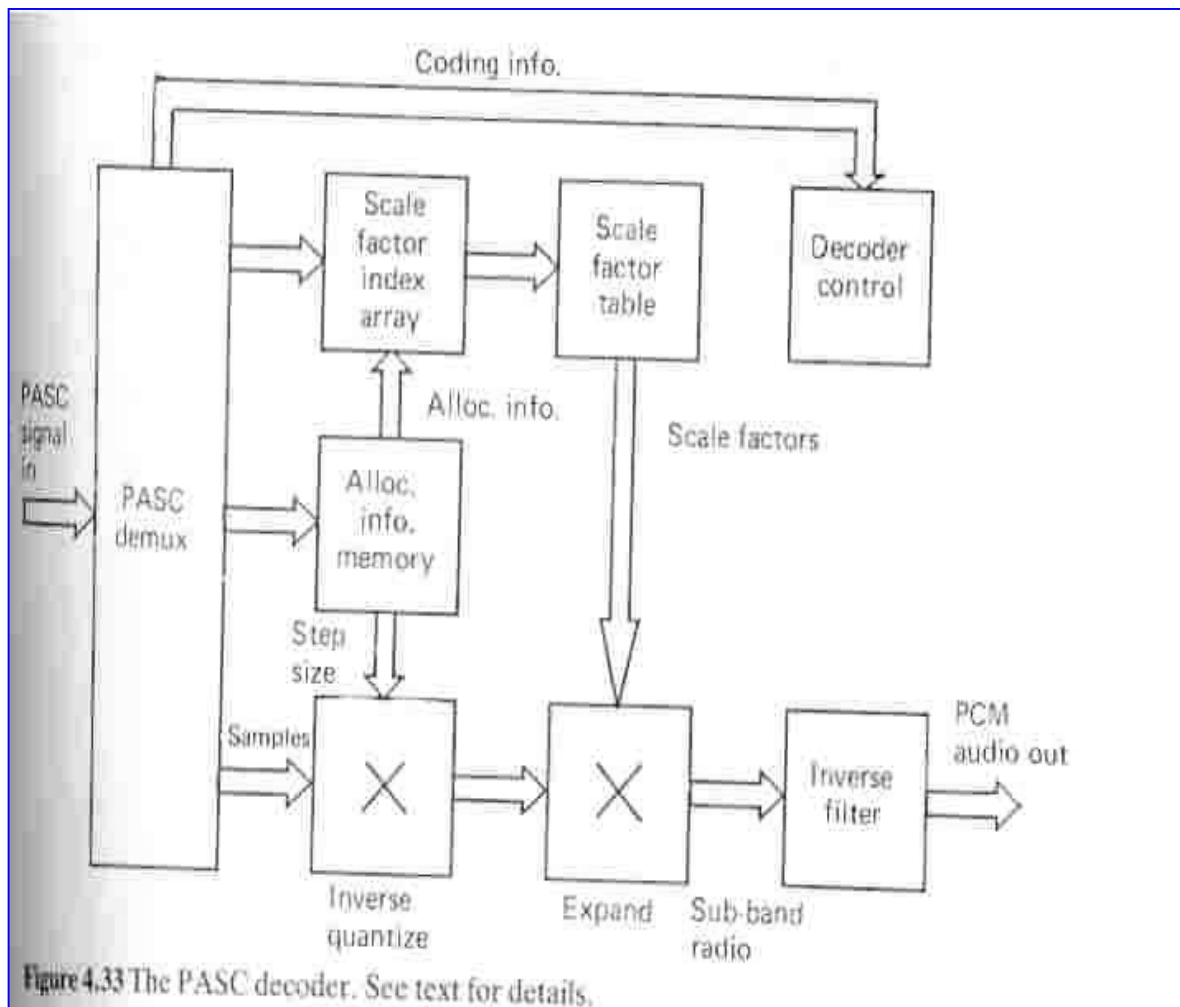 Coding info.
Scale
factor
index
array
Scale
factor
table
Decoder
control
PASC
signal
in
PASC
demux
Alloc. info.
Scale factors
Alloc.
info.
memory
Step
size
Samples
Inverse
quantize
Expand
Sub-band
radio
Inverse
filter
PCM
audio out
Figure 4.33 The PASC decoder. See text for details.